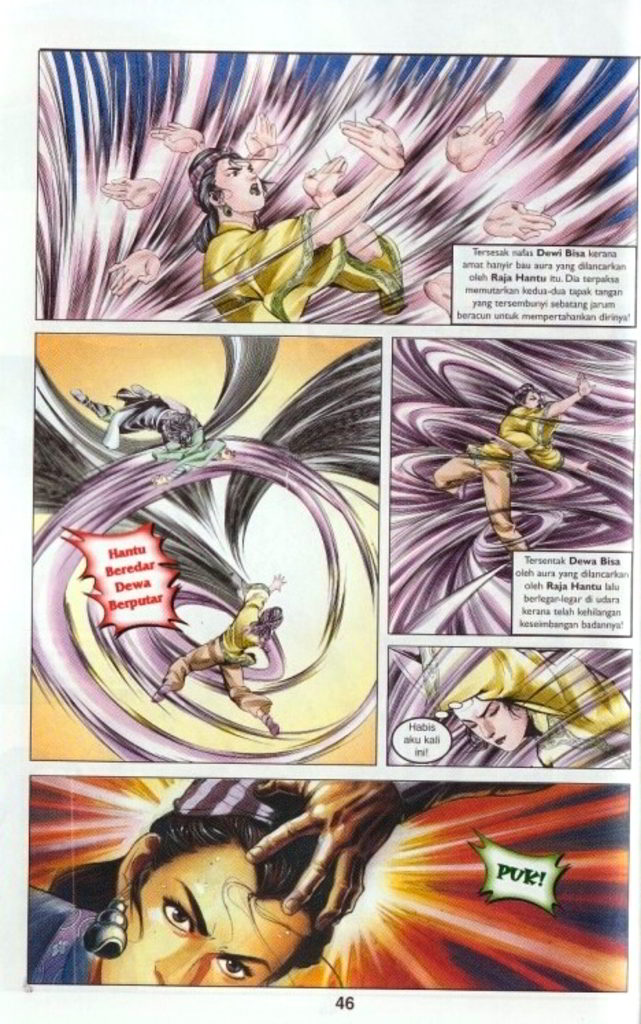 Tersesak nafas Dewi Bisa kerana
amat hanyir bau aura yang dilancarkan
oleh Raja Hantu itu. Dia terpaksa
memutarkan kedua-dua tapak tangan
yang tersembunyi sebatang jarum
beracun untuk mempertahankan dirinya!
Hantu
Beredar
Dewa
Berputar
Tersentak Dewa Bisa
oleh aura yang dilancarkan
oleh Raja Hantu lalu
berlegar-legar di udara
kerana telah kehilangan
keseimbangan badannya!
Habis
aku kali
ini!
PUK!
46